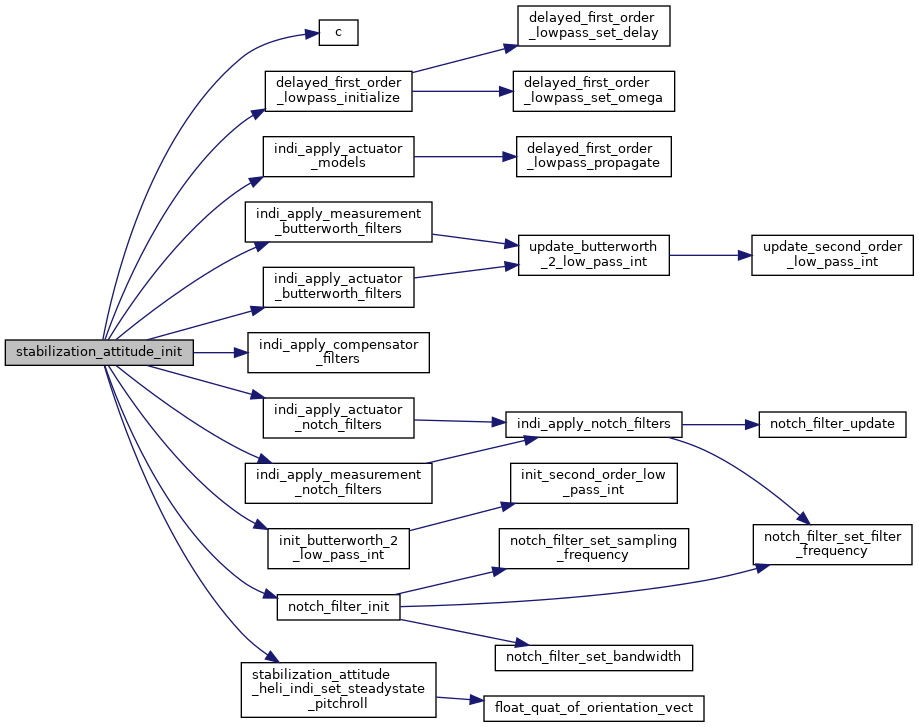 stabilization_attitude_init
c
delayed_first_order
_lowpass_initialize
delayed_first_order
_lowpass_set_delay
delayed_first_order
_lowpass_set_omega
indi_apply_actuator
_models
delayed_first_order
_lowpass_propagate
indi_apply_measurement
_butterworth_filters
indi_apply_actuator
_butterworth_filters
update_butterworth
_2_low_pass_int
update_second_order
_low_pass_int
indi_apply_compensator
_filters
indi_apply_actuator
_notch_filters
indi_apply_measurement
_notch_filters
indi_apply_notch_filters
notch_filter_update
notch_filter_set_filter
_frequency
init_butterworth_2
_low_pass_int
init_second_order_low
_pass_int
notch_filter_init
notch_filter_set_sampling
_frequency
notch_filter_set_bandwidth
stabilization_attitude
_heli_indi_set_steadystate
_pitchroll
float_quat_of_orientation_vect